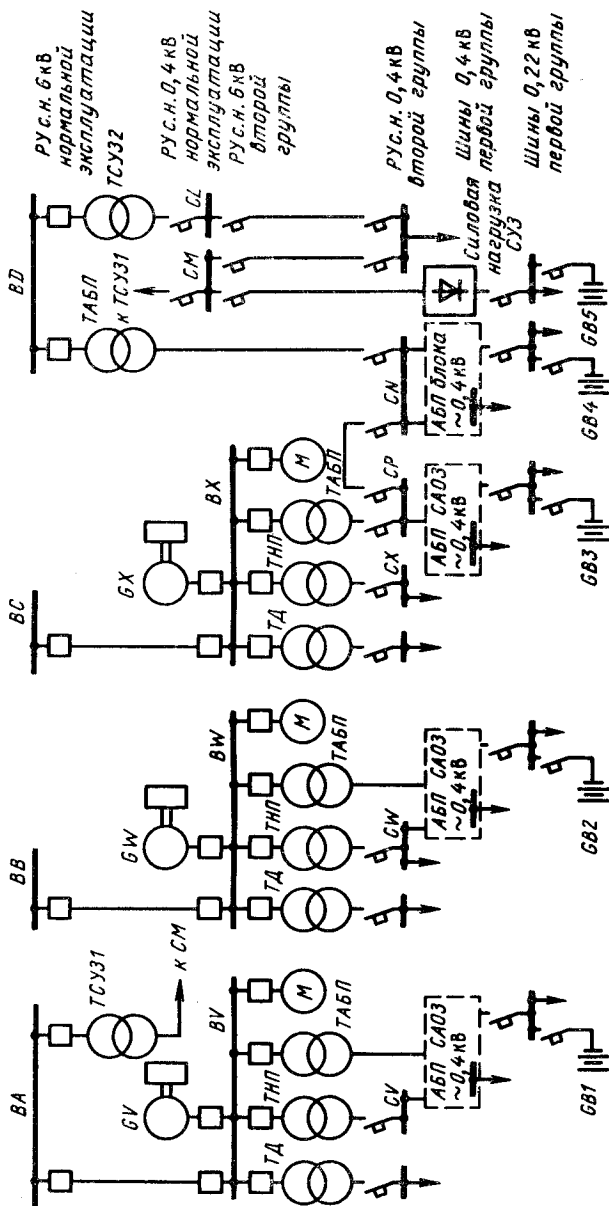 РУ с.н. 6 кВ
нормальной
эксплуатации
РУ с.н. 0,4 кВ
нормальной
эксплуатации
РУ с.н. 6 кВ
второй
группы
РУ с.н. 0,4 кВ
второй группы
Шины 0,4 кВ
первой группы
Шины 0,22 кВ
первой группы
BA
ТСУЗ1
К СМ
GV
BV
ТД
ТНП
ТАБП
М
CV
АБП САОЗ
~0,4 кВ
GB1
BB
GW
BW
ТД
ТНП
ТАБП
М
GW
АБП САОЗ
~0,4 кВ
GB2
BC
GX
BX
ТД
ТНП
ТАБП
М
CX
CP
АБП САОЗ
~0,4 кВ
GB3
BD
ТАБП
к ТСУЗ1
ТСУЗ2
CM
CL
CN
АБП блока
~0,4 кВ
Силовая
нагрузка
СУЗ
GB4
GB5